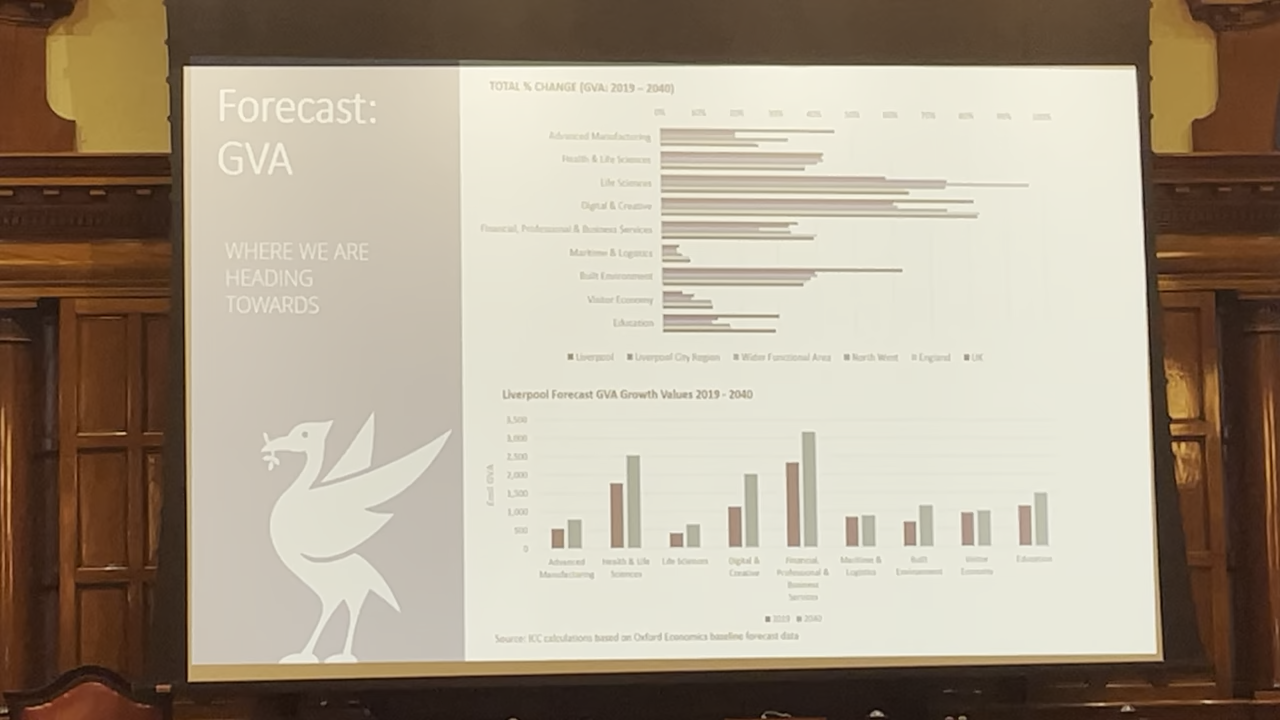 Forecast:
GVA
WHERE WE ARE
HEADING
TOWARDS
TOTAL % CHANGE (GVA: 2019 – 2040)
0% 10% 20% 30% 40% 50% 60% 70% 80% 90% 100%
Advanced Manufacturing
Health & Life Sciences
Life Sciences
Digital & Creative
Financial, Professional & Business Services
Maritime & Logistics
Built Environment
Visitor Economy
Education
Liverpool Liverpool City Region Wider Functional Area North West England UK
Liverpool Forecast GVA Growth Values 2019 - 2040
£mil GVA
3,500
3,000
2,500
2,000
1,500
1,000
500
0
Advanced Manufacturing
Health & Life Sciences
Life Sciences
Digital & Creative
Financial, Professional & Business Services
Maritime & Logistics
Built Environment
Visitor Economy
Education
2019 2040
Source: LCC calculations based on Oxford Economics baseline forecast data